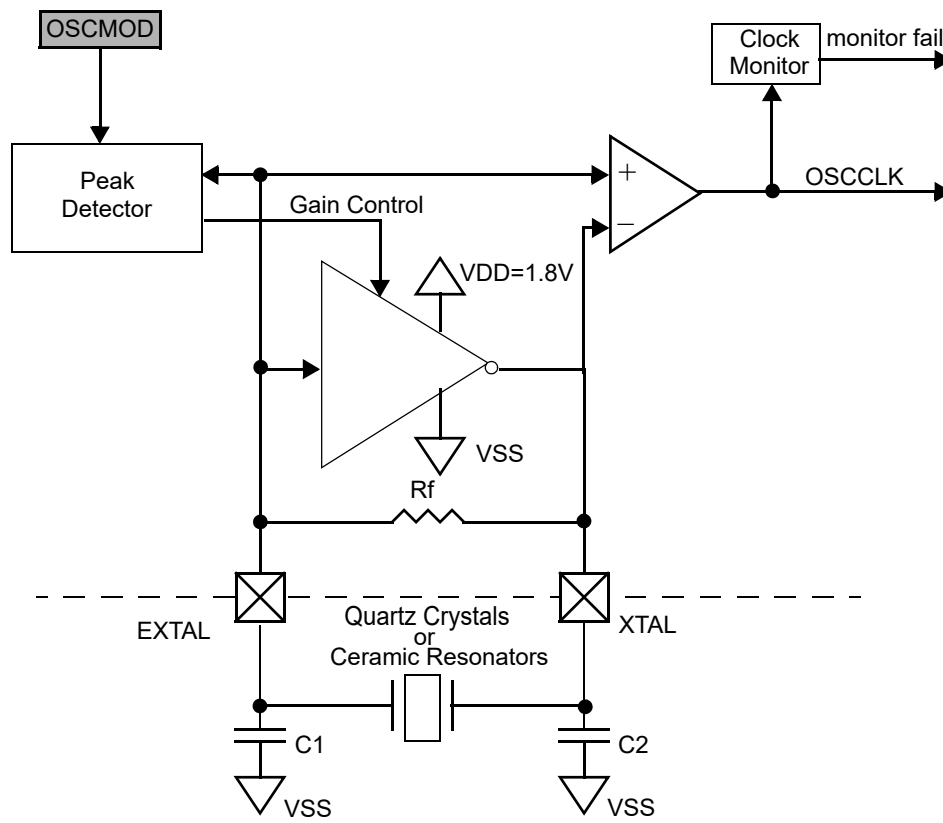 OSCMOD
Clock
Monitor
monitor fail
Peak
Detector
+
−
OSCCLK
Gain Control
VDD=1.8V
VSS
Rf
EXTAL
Quartz Crystals
or
Ceramic Resonators
XTAL
C1
C2
VSS
VSS